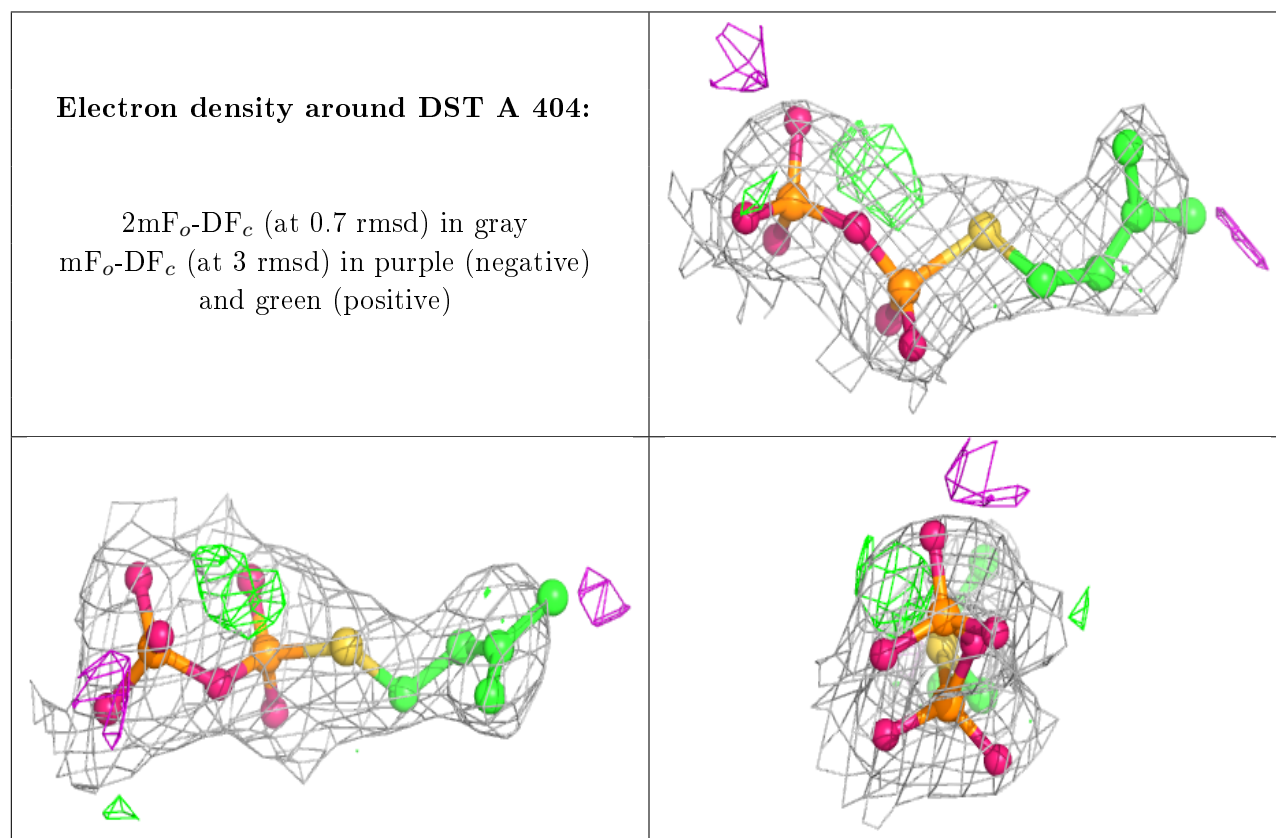 Electron density around DST A 404:
2mFo-DFc (at 0.7 rmsd) in gray
mFo-DFc (at 3 rmsd) in purple (negative)
and green (positive)